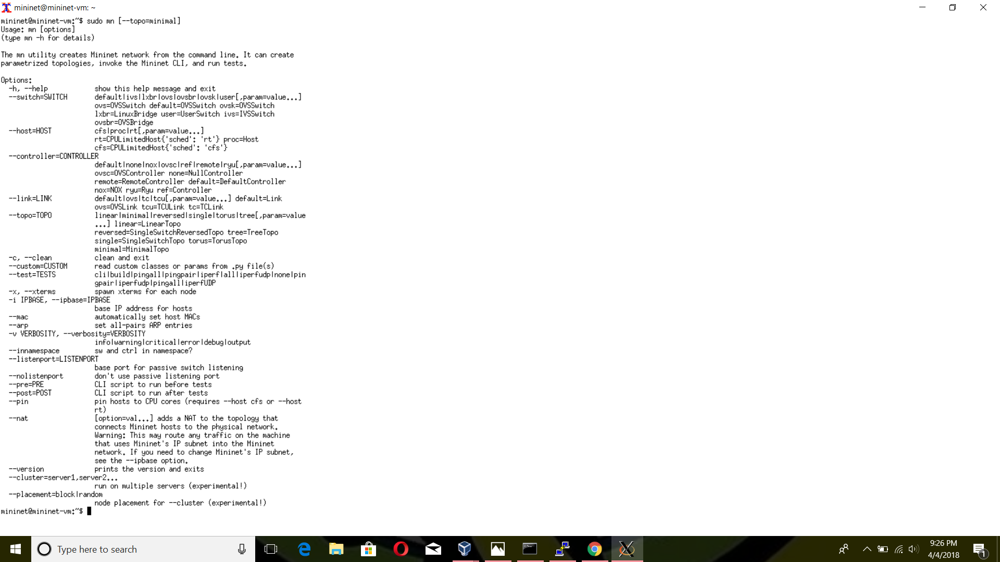 mininet@mininet-vm: ~
mininet@mininet-vm:~$ sudo mn [--topo=minimal]
Usage: mn [options]
(type mn -h for details)
The mn utility creates Mininet network from the command line. It can create
parametrized topologies, invoke the Mininet CLI, and run tests.
Options:
-h, --help show this help message and exit
--switch=SWITCH default|ivs|lxbr|ovs|ovsbr|ovsk|user[,param=value...]
ovs=OVSSwitch default=OVSSwitch ovsk=OVSSwitch
lxbr=LinuxBridge user=UserSwitch ivs=IVSSwitch
ovsbr=OVSBridge
--host=HOST cfs|proc|rt[,param=value...]
rt=CPULimitedHost{'sched': 'rt'} proc=Host
cfs=CPULimitedHost{'sched': 'cfs'}
--controller=CONTROLLER
default|none|nox|ovsc|ref|remote|ryu[,param=value...]
ovsc=OVSController none=NullController
remote=RemoteController default=DefaultController
nox=NOX ryu=Ryu ref=Controller
--link=LINK default|ovs|tc|tcu[,param=value...] default=Link
ovs=OVSLink tcu=TCULink tc=TCLink
--topo=TOPO linear|minimal|reversed|single|torus|tree[,param=value
...] linear=LinearTopo
reversed=SingleSwitchReversedTopo tree=TreeTopo
single=SingleSwitchTopo torus=TorusTopo
minimal=MinimalTopo
-c, --clean clean and exit
--custom=CUSTOM read custom classes or params from .py file(s)
--test=TESTS cli|build|pingall|pingpair|iperf|all|iperfudp|none|pin
gpair|iperfudp|pingall|iperfUDP
-x, --xterms spawn xterms for each node
-i IPBASE, --ipbase=IPBASE
base IP address for hosts
--mac automatically set host MACs
--arp set all-pairs ARP entries
-v VERBOSITY, --verbosity=VERBOSITY
info|warning|critical|error|debug|output
--innamespace sw and ctrl in namespace?
--listenport=LISTENPORT
base port for passive switch listening
--nolistenport don't use passive listening port
--pre=PRE CLI script to run before tests
--post=POST CLI script to run after tests
--pin pin hosts to CPU cores (requires --host cfs or --host
rt)
--nat [option=val...] adds a NAT to the topology that
connects Mininet hosts to the physical network.
Warning: This may route any traffic on the machine
that uses Mininet's IP subnet into the Mininet
network. If you need to change Mininet's IP subnet,
see the --ipbase option.
--version prints the version and exits
--cluster=server1,server2...
run on multiple servers (experimental!)
--placement=block|random
node placement for --cluster (experimental!)
mininet@mininet-vm:~$
Type here to search
9:26 PM
4/4/2018
1